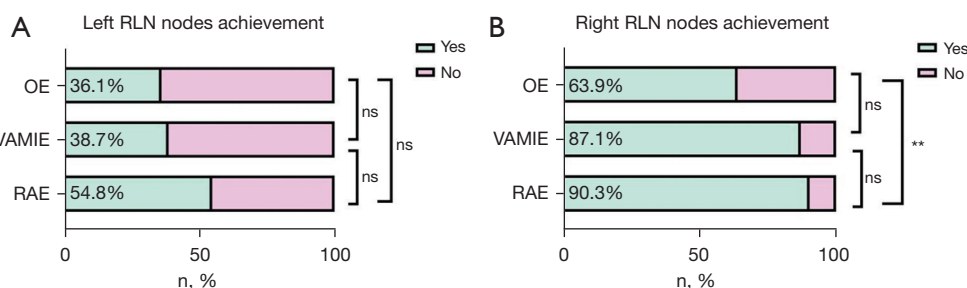 A
Left RLN nodes achievement
Yes
No
OE
36.1%
VAMIE
38.7%
RAE
54.8%
ns
ns
ns
0
50
100
n, %
B
Right RLN nodes achievement
Yes
No
OE
63.9%
VAMIE
87.1%
RAE
90.3%
ns
ns
**
0
50
100
n, %